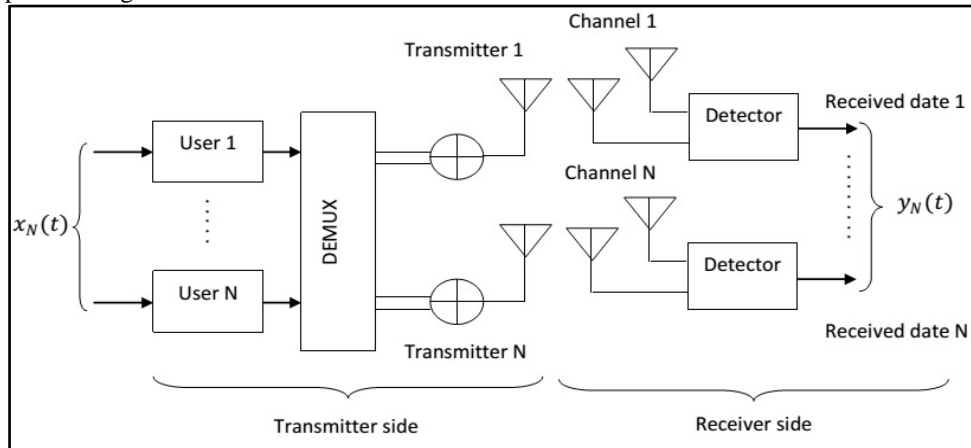 Channel 1
Transmitter 1
Detector
Received date 1
User 1
Channel N
x_N(t)
DEMUX
y_N(t)
Detector
User N
Transmitter N
Received date N
Transmitter side
Receiver side